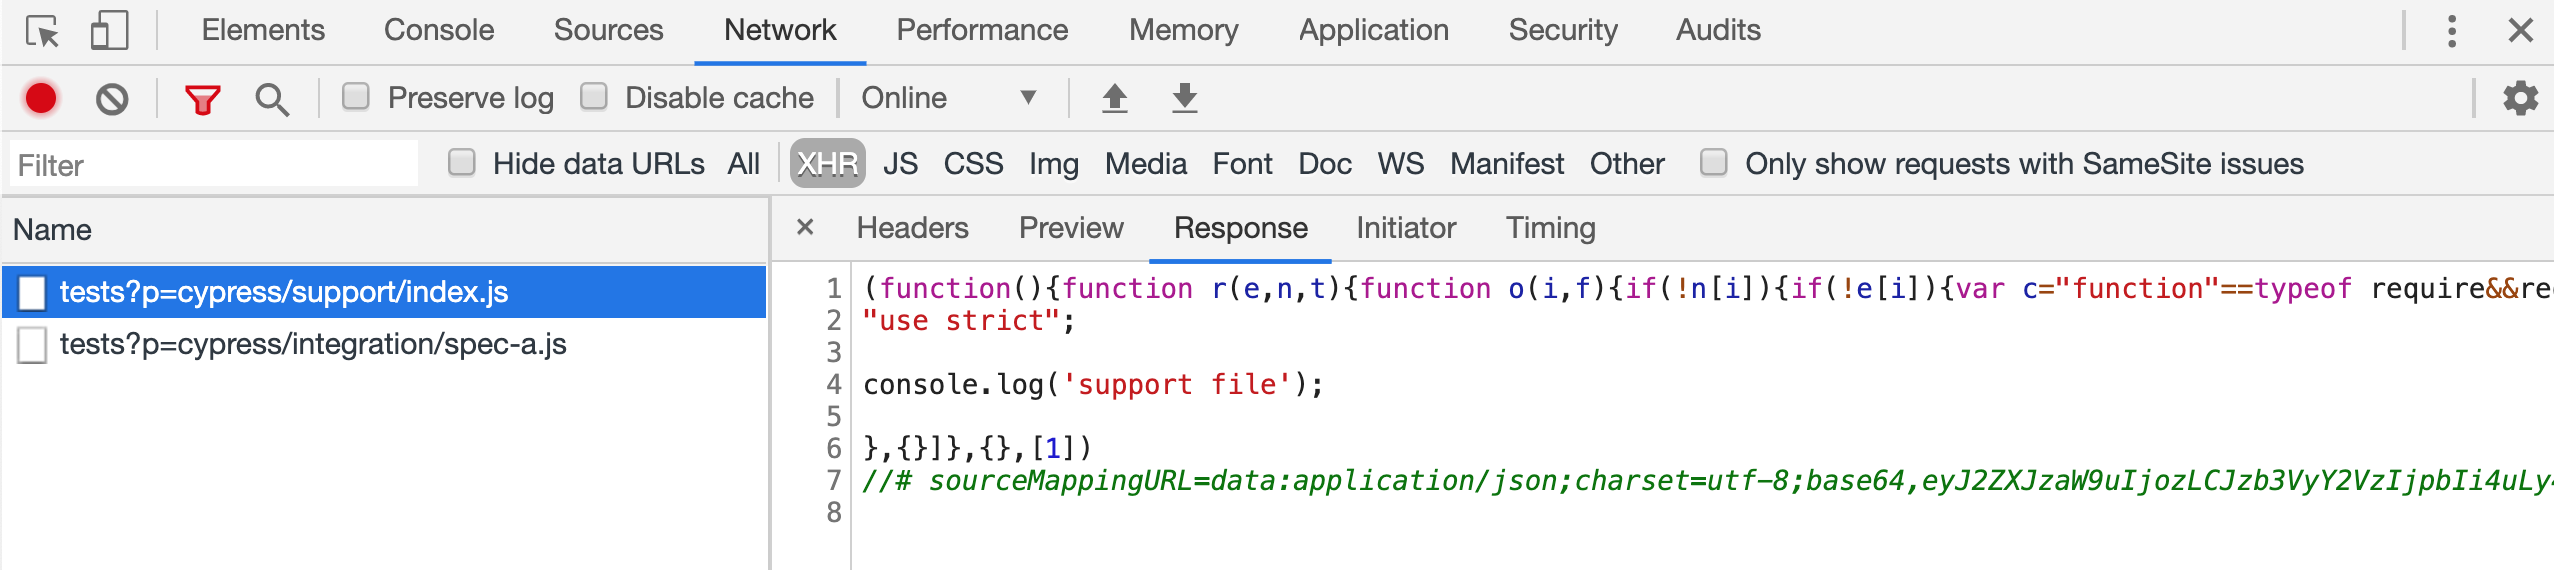 Elements Console Sources Network Performance Memory Application Security Audits
Preserve log Disable cache Online
Filter Hide data URLs All XHR JS CSS Img Media Font Doc WS Manifest Other Only show requests with SameSite issues
Name
tests?p=cypress/support/index.js
tests?p=cypress/integration/spec-a.js
Headers Preview Response Initiator Timing
1 (function(){function r(e,n,t){function o(i,f){if(!n[i]){if(!e[i]){var c="function"==typeof require&&re
2 "use strict";
3
4 console.log('support file');
5
6 },{}]},{},[1])
7 //# sourceMappingURL=data:application/json;charset=utf-8;base64,eyJ2ZXJzaW9uIjozLCJzb3VyY2VzIjpbIi4uLy
8